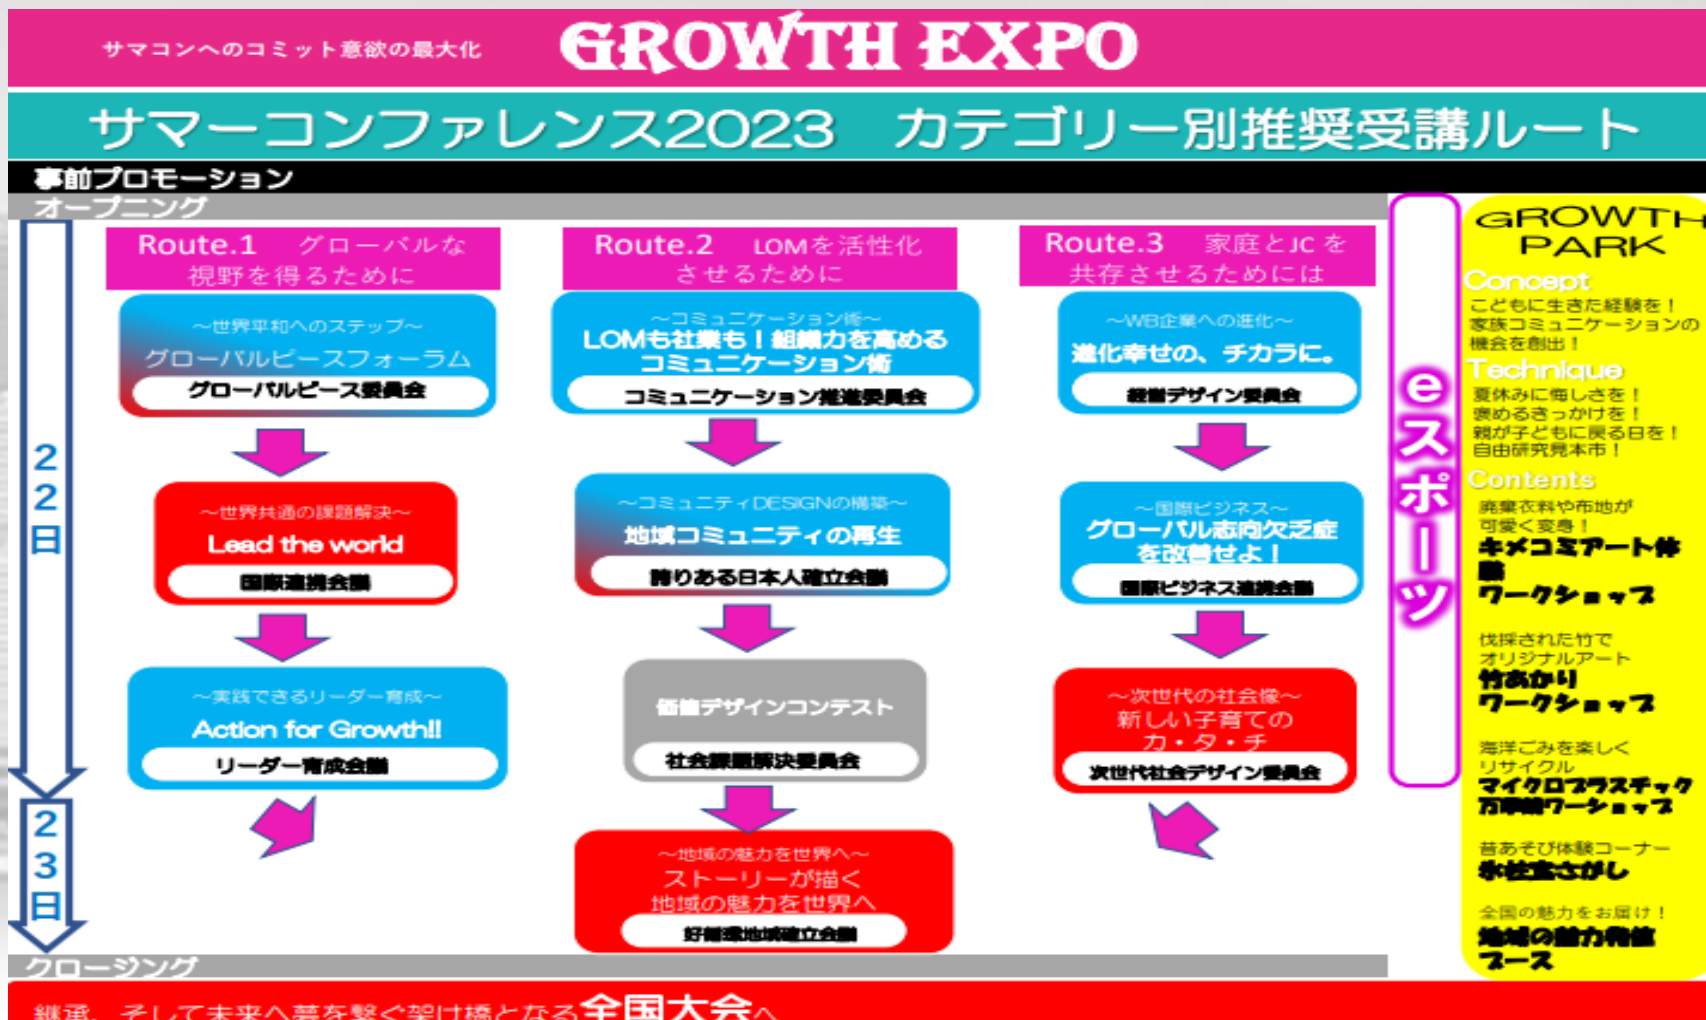 サマコンへのコミット意欲の最大化
GROWTH EXPO
サマーコンファレンス2023 カテゴリー別推奨受講ルート
事前プロモーション
オープニング
22日
23日
Route.1 グローバルな
視野を得るために
～世界平和へのステップ～
グローバルピースフォーラム
グローバルピース委員会
～世界共通の課題解決～
Lead the world
国際連携会議
～実践できるリーダー育成～
Action for Growth!!
リーダー育成会議
Route.2 LOMを活性化
させるために
～コミュニケーション術～
LOMも社業も！組織力を高める
コミュニケーション術
コミュニケーション推進委員会
～コミュニティDESIGNの構築～
地域コミュニティの再生
誇りある日本人確立会議
価値デザインコンテスト
社会課題解決委員会
～地域の魅力を世界へ～
ストーリーが描く
地域の魅力を世界へ
好循環地域確立会議
Route.3 家庭とJC を
共存させるためには
～WB企業への進化～
進化幸せの、チカラに。
経営デザイン委員会
～国際ビジネス～
グローバル志向欠乏症
を改善せよ！
国際ビジネス連携会議
～次世代の社会像～
新しい子育ての
カ・タ・チ
次世代社会デザイン委員会
eスポーツ
GROWTH
PARK
Concept
こどもに生きた経験を！
家族コミュニケーションの
機会を創出！
Technique
夏休みに悔しさを！
褒めるきっかけを！
親が子どもに戻る日を！
自由研究見本市！
Contents
廃棄衣料や布地が
可愛く変身！
キメコミアート体
験
ワークショップ
伐採された竹で
オリジナルアート
竹あかり
ワークショップ
海洋ごみを楽しく
リサイクル
マイクロプラスチック
万華鏡ワーショップ
昔あそび体験コーナー
氷柱宝さがし
全国の魅力をお届け！
地域の魅力発信
ブース
クロージング
継承、そして未来へ夢を繋ぐ架け橋となる全国大会へ